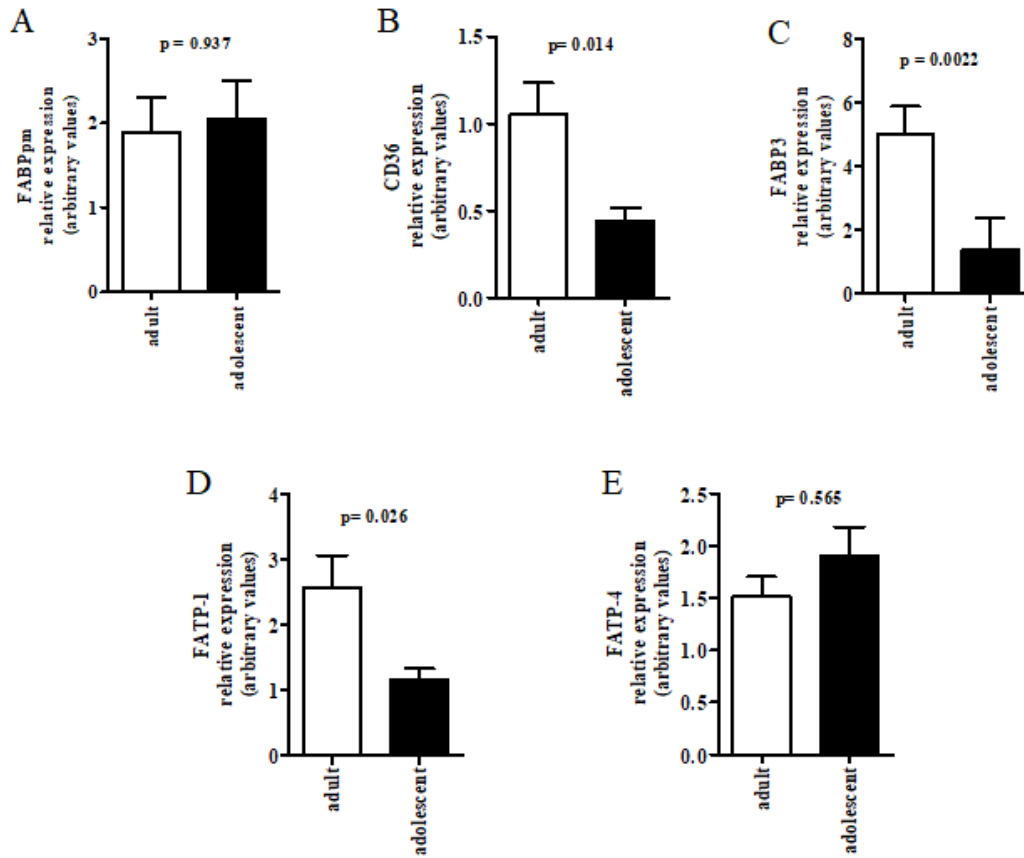 A
FABPpm
relative expression
(arbitrary values)
3
2
1
0
p = 0.937
adult
adolescent
B
CD36
relative expression
(arbitrary values)
1.5
1.0
0.5
0.0
p= 0.014
adult
adolescent
C
FABP3
relative expression
(arbitrary values)
8
6
4
2
0
p = 0.0022
adult
adolescent
D
FATP-1
relative expression
(arbitrary values)
4
3
2
1
0
p= 0.026
adult
adolescent
E
FATP-4
relative expression
(arbitrary values)
2.5
2.0
1.5
1.0
0.5
0.0
p= 0.565
adult
adolescent